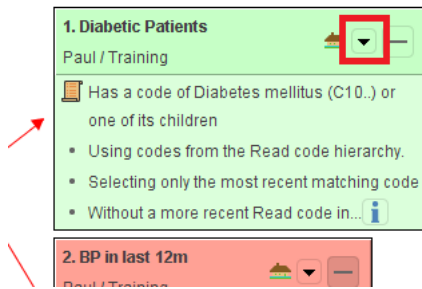 1. Diabetic Patients
Paul / Training
Has a code of Diabetes mellitus (C10..) or
one of its children
• Using codes from the Read code hierarchy.
• Selecting only the most recent matching code
• Without a more recent Read code in... i
2. BP in last 12m
Paul / Training